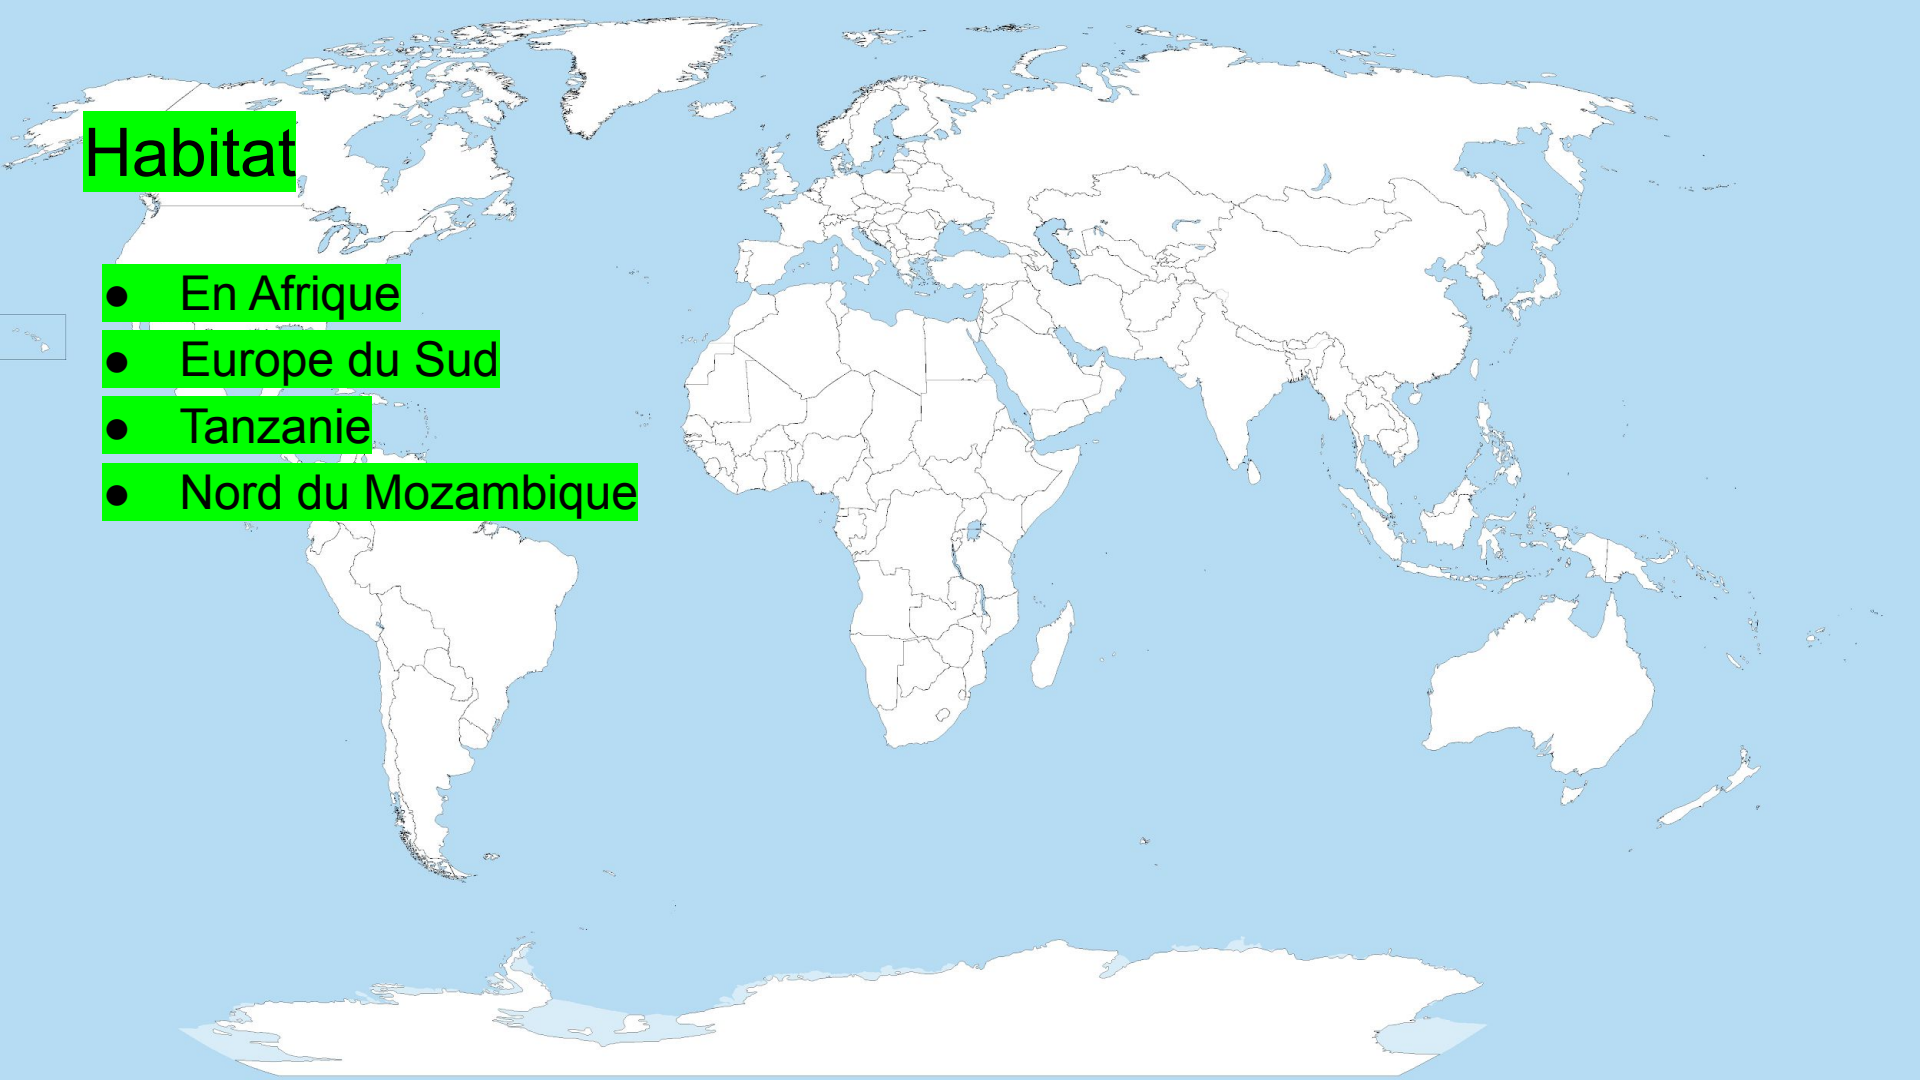 Habitat
● En Afrique
● Europe du Sud
● Tanzanie
● Nord du Mozambique